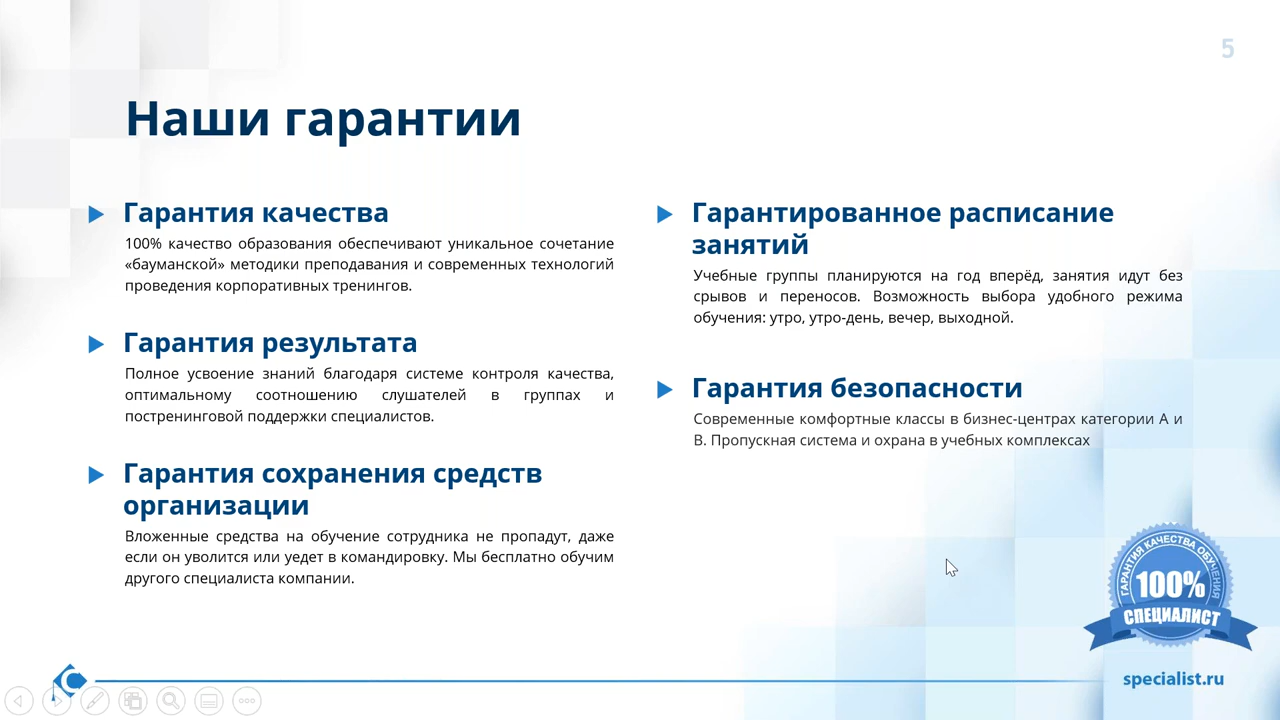 5
Наши гарантии
Гарантия качества
100% качество образования обеспечивают уникальное сочетание
«бауманской» методики преподавания и современных технологий
проведения корпоративных тренингов.
Гарантия результата
Полное усвоение знаний благодаря системе контроля качества,
оптимальному соотношению слушателей в группах и
постренинговой поддержки специалистов.
Гарантия сохранения средств
организации
Вложенные средства на обучение сотрудника не пропадут, даже
если он уволится или уедет в командировку. Мы бесплатно обучим
другого специалиста компании.
Гарантированное расписание
занятий
Учебные группы планируются на год вперёд, занятия идут без
срывов и переносов. Возможность выбора удобного режима
обучения: утро, утро-день, вечер, выходной.
Гарантия безопасности
Современные комфортные классы в бизнес-центрах категории А и
В. Пропускная система и охрана в учебных комплексах
ГАРАНТИЯ КАЧЕСТВА ОБУЧЕНИЯ
100%
СПЕЦИАЛИСТ
specialist.ru